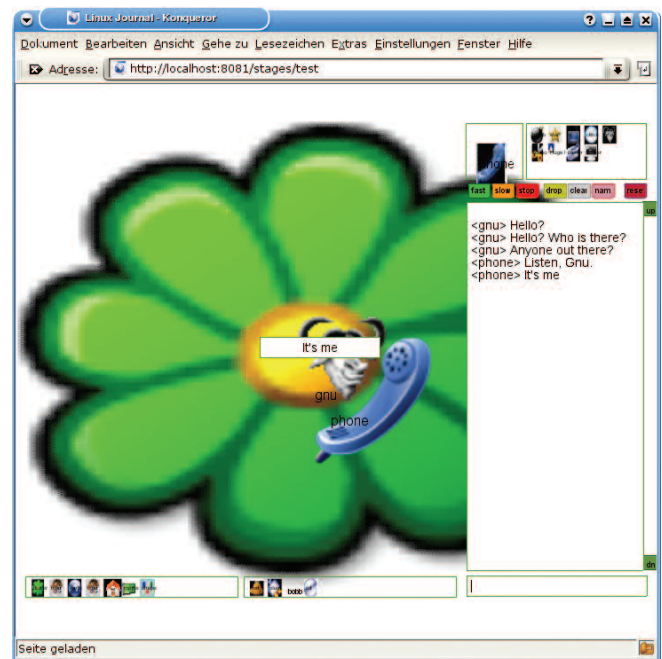 Linux Journal - Konqueror
Dokument Bearbeiten Ansicht Gehe zu Lesezeichen Extras Einstellungen Fenster Hilfe
Adresse: http://localhost:8081/stages/test
phone
fast slow stop drop clear nam rese
up
<gnu> Hello?
<gnu> Hello? Who is there?
<gnu> Anyone out there?
<phone> Listen, Gnu.
<phone> It's me
It's me
gnu
phone
dn
bobb
Seite geladen